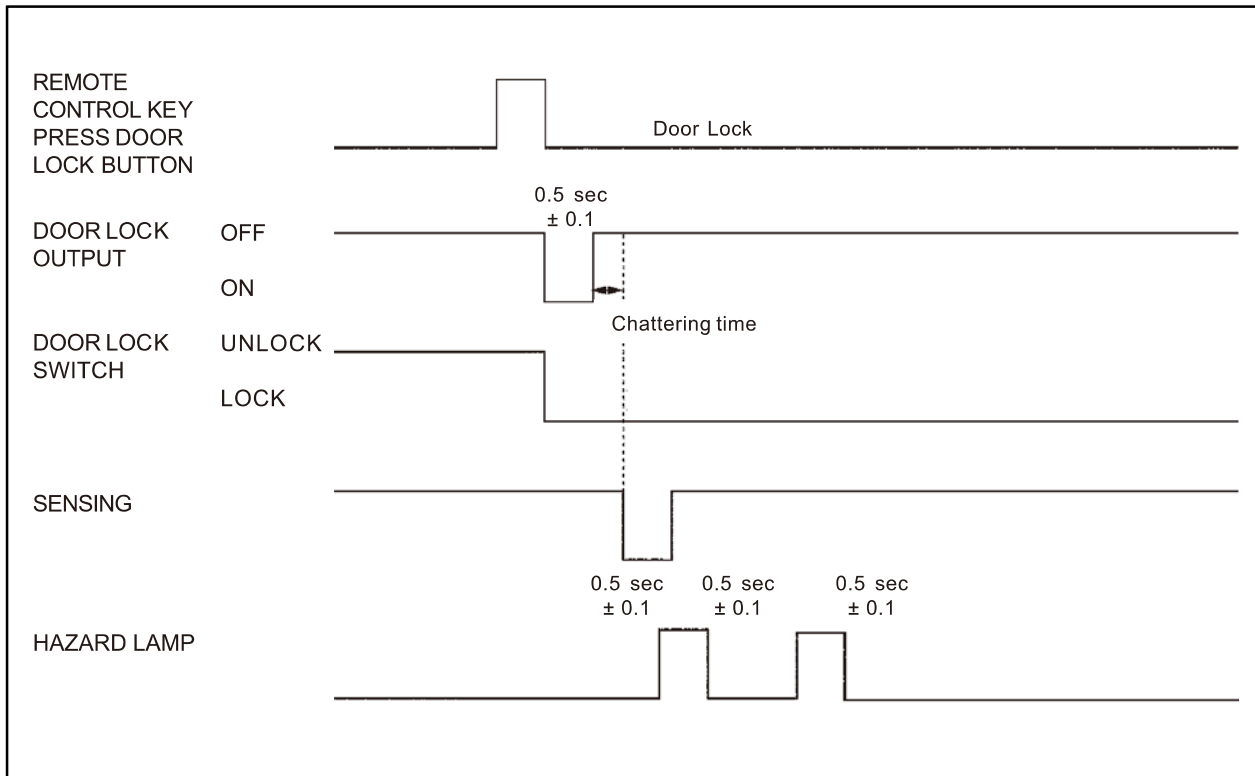 REMOTE
CONTROL KEY
PRESS DOOR
LOCK BUTTON
Door Lock
0.5 sec
± 0.1
DOOR LOCK
OUTPUT
OFF
ON
Chattering time
DOOR LOCK
SWITCH
UNLOCK
LOCK
SENSING
0.5 sec
± 0.1
0.5 sec
± 0.1
0.5 sec
± 0.1
HAZARD LAMP